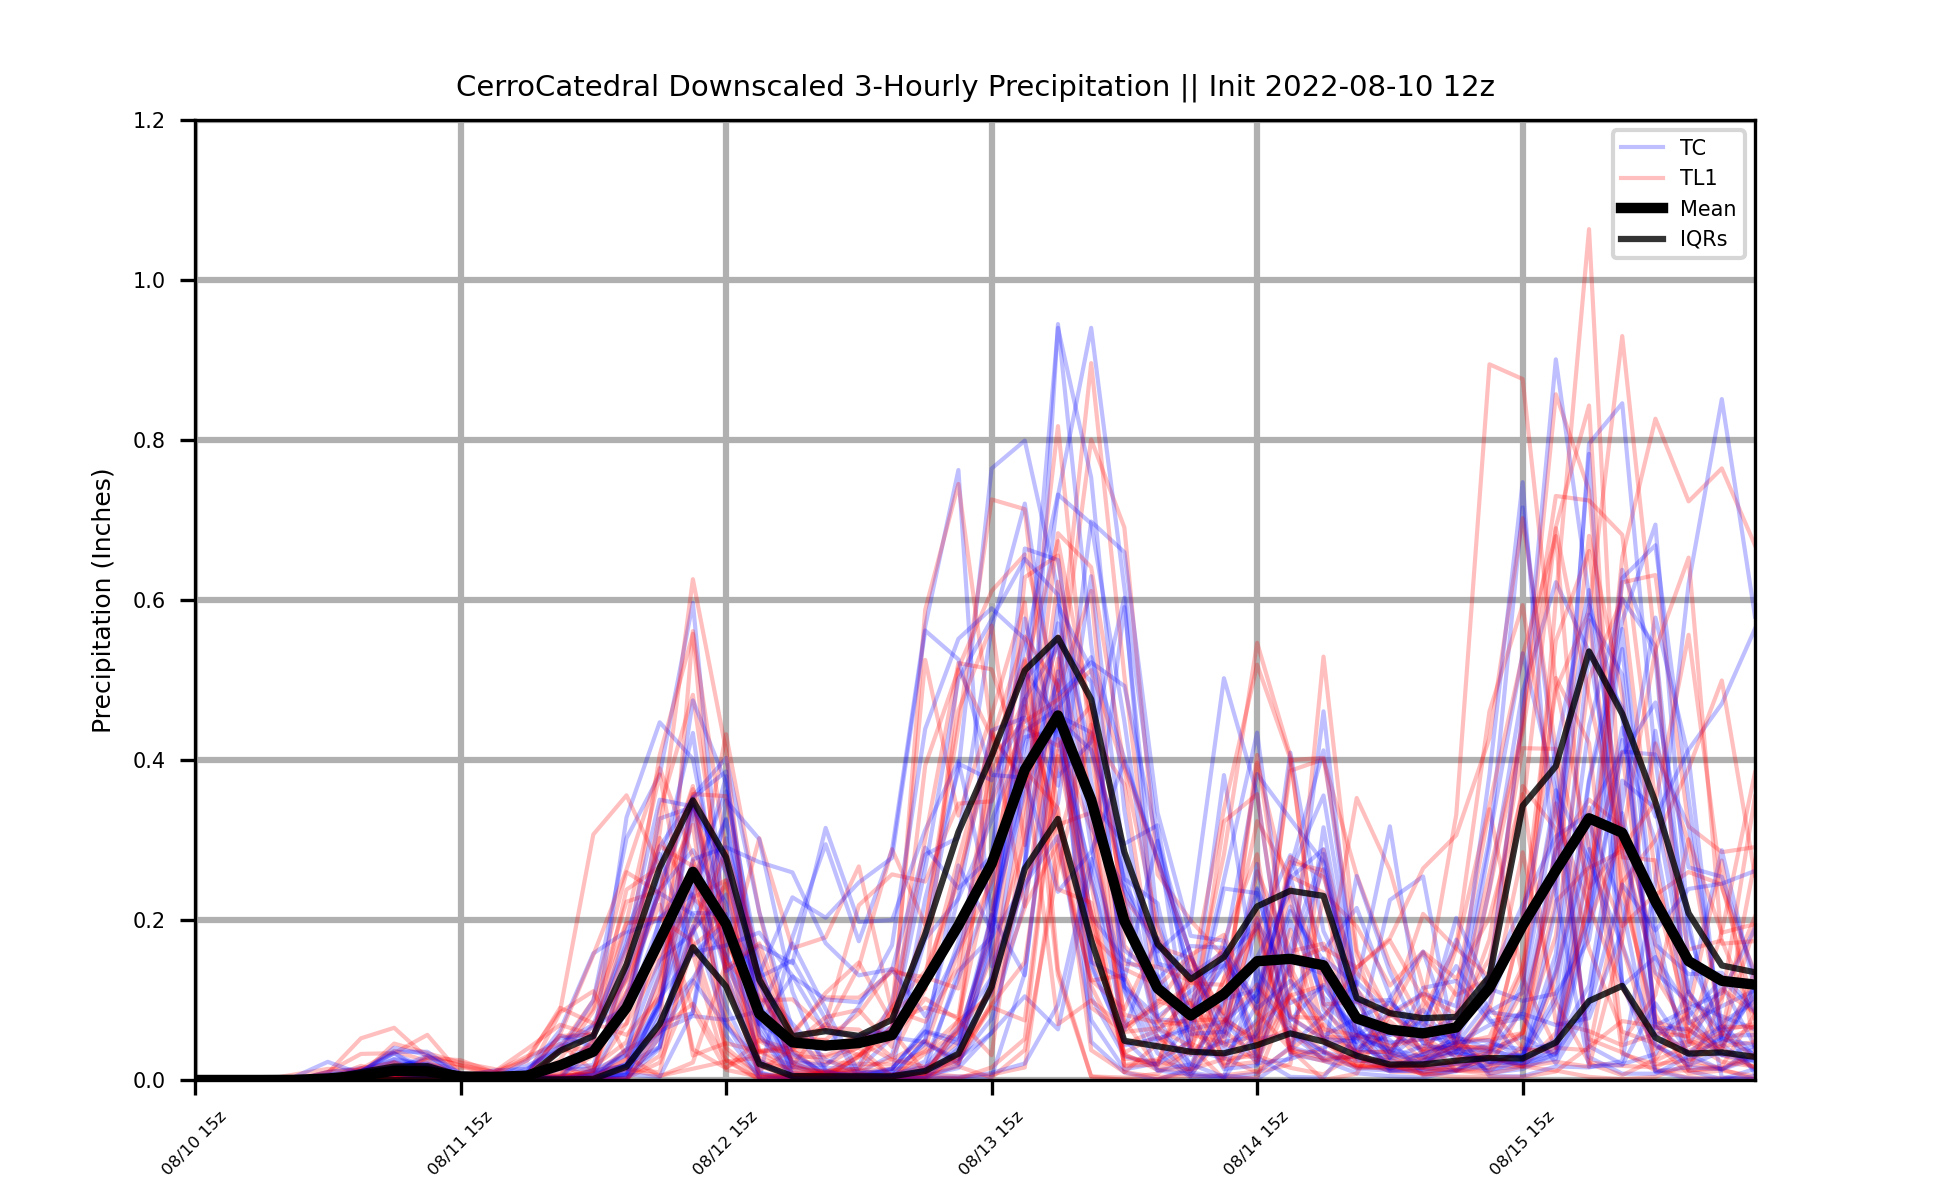 CerroCatedral Downscaled 3-Hourly Precipitation || Init 2022-08-10 12z
TC
TL1
Mean
IQRs
Precipitation (Inches)
1.2
1.0
0.8
0.6
0.4
0.2
0.0
08/10 15z
08/11 15z
08/12 15z
08/13 15z
08/14 15z
08/15 15z